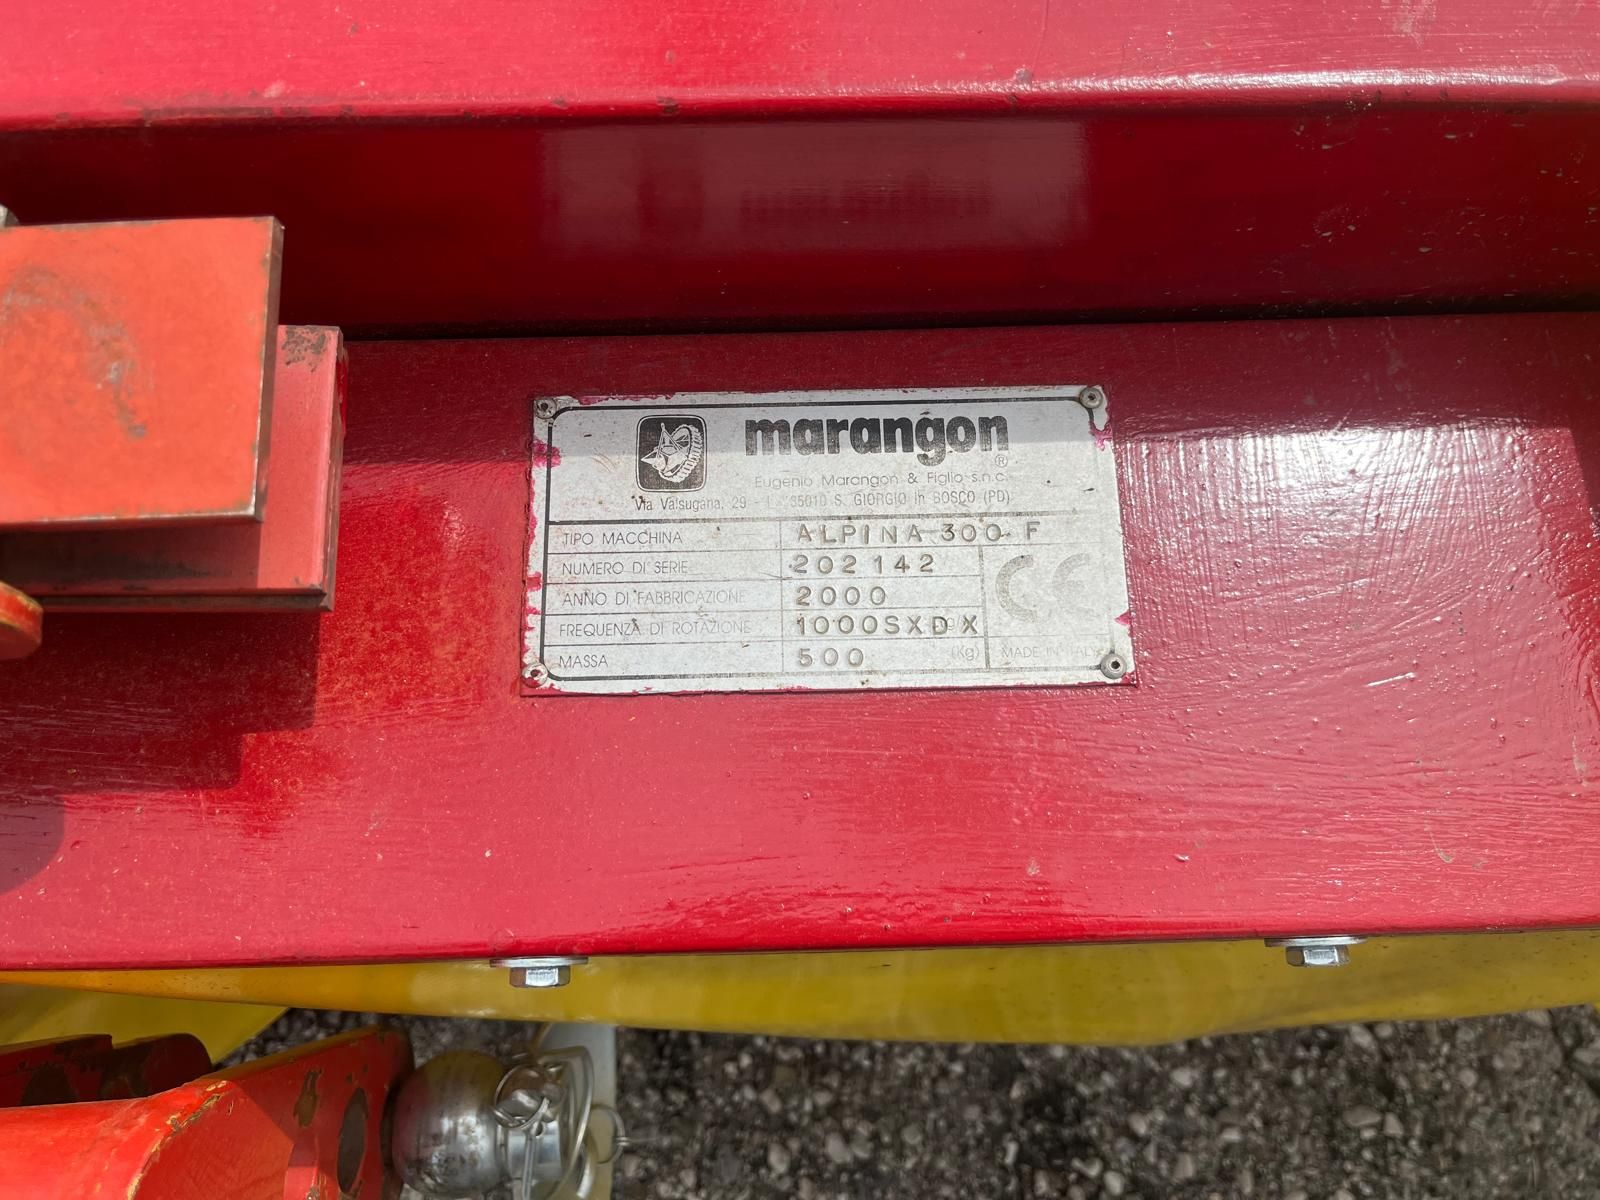 marangon
®
Eugenio Marangon & Figlio s.n.c.
Via Valsugana, 29 - 35010 S. GIORGIO in BOSCO (PD)
TIPO MACCHINA ALPINA 300 F
NUMERO DI SERIE 202142
ANNO DI FABBRICAZIONE 2000
FREQUENZA DI ROTAZIONE 1000SXDX
MASSA 500 (Kg)
CE
MADE IN ITALY